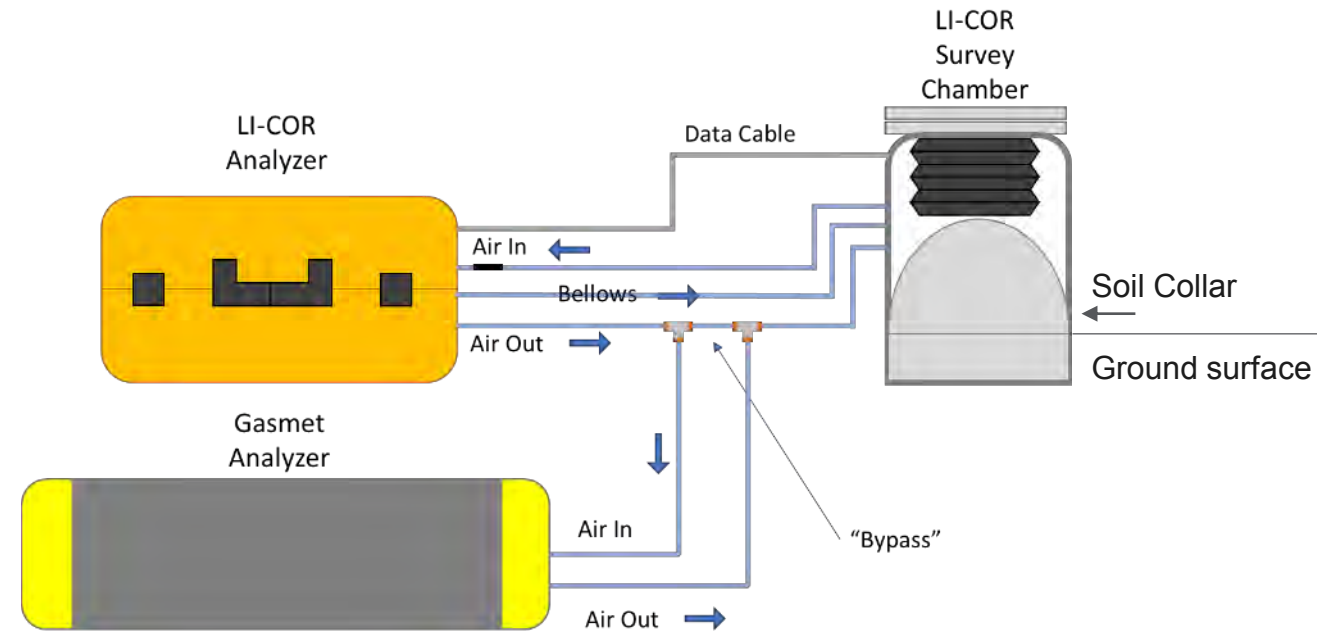 LI-COR
Survey
Chamber
LI-COR
Analyzer
Data Cable
Air In
Bellows
Air Out
Soil Collar
Ground surface
Gasmet
Analyzer
Air In
"Bypass"
Air Out